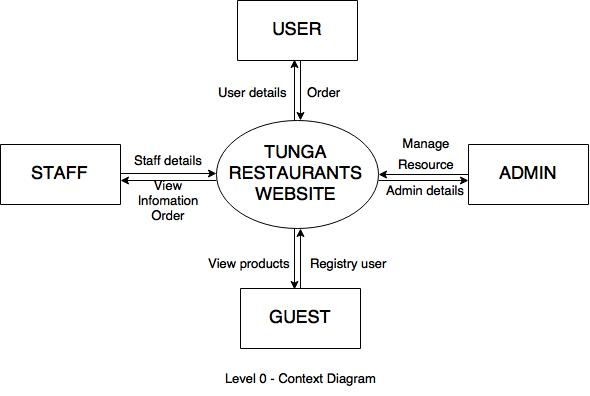 USER
User details
Order
TUNGA
RESTAURANTS
WEBSITE
STAFF
Staff details
View
Infomation
Order
Manage
Resource
Admin details
ADMIN
View products
Registry user
GUEST
Level 0 - Context Diagram